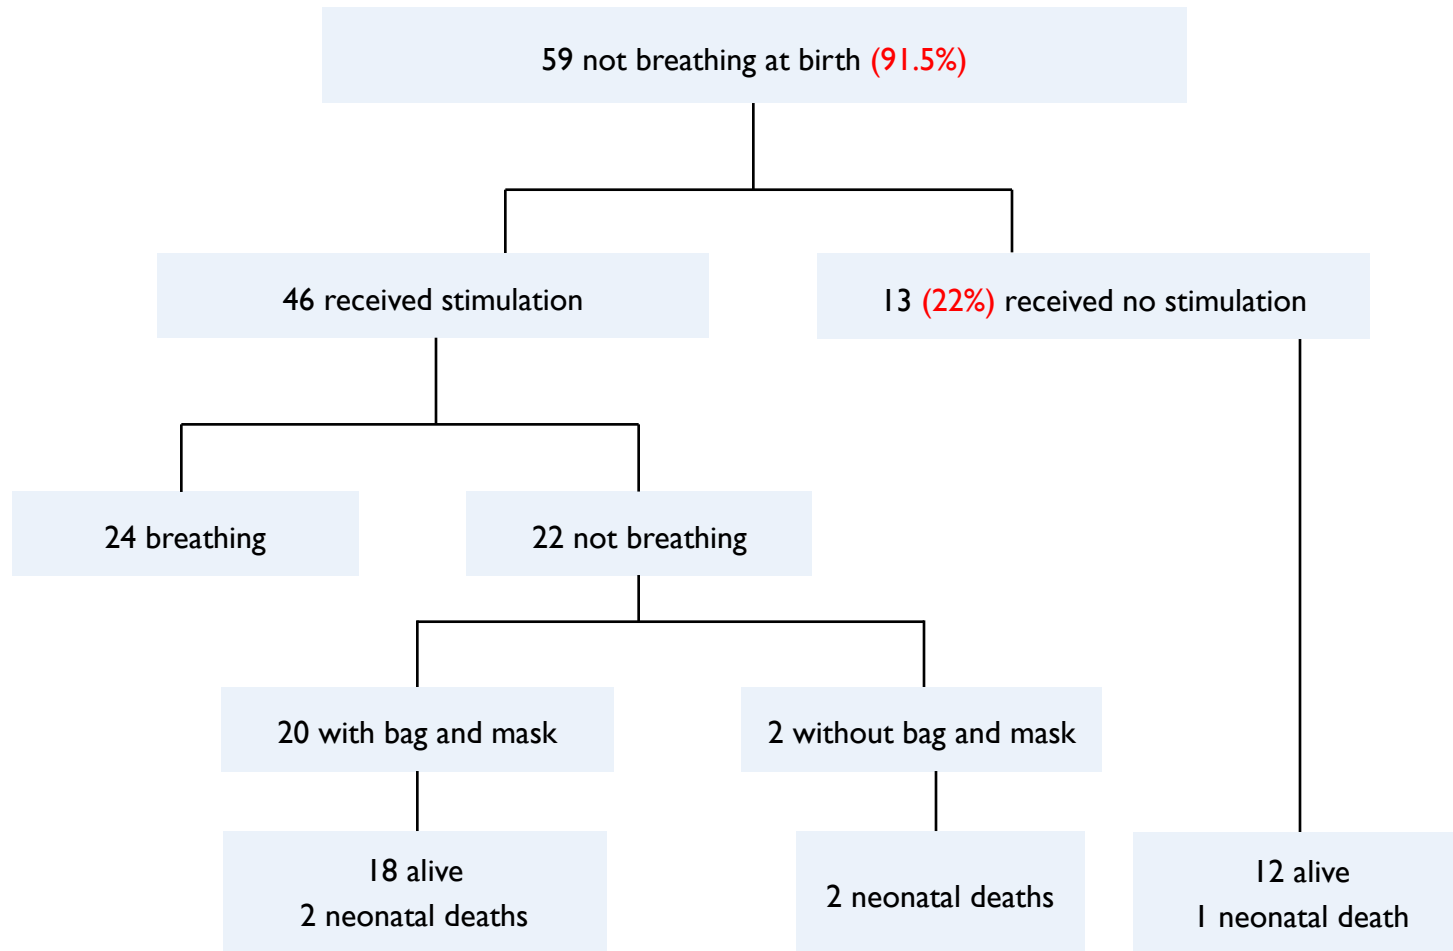 59 not breathing at birth (91.5%)
46 received stimulation
13 (22%) received no stimulation
24 breathing
22 not breathing
20 with bag and mask
2 without bag and mask
18 alive
2 neonatal deaths
2 neonatal deaths
12 alive
1 neonatal death